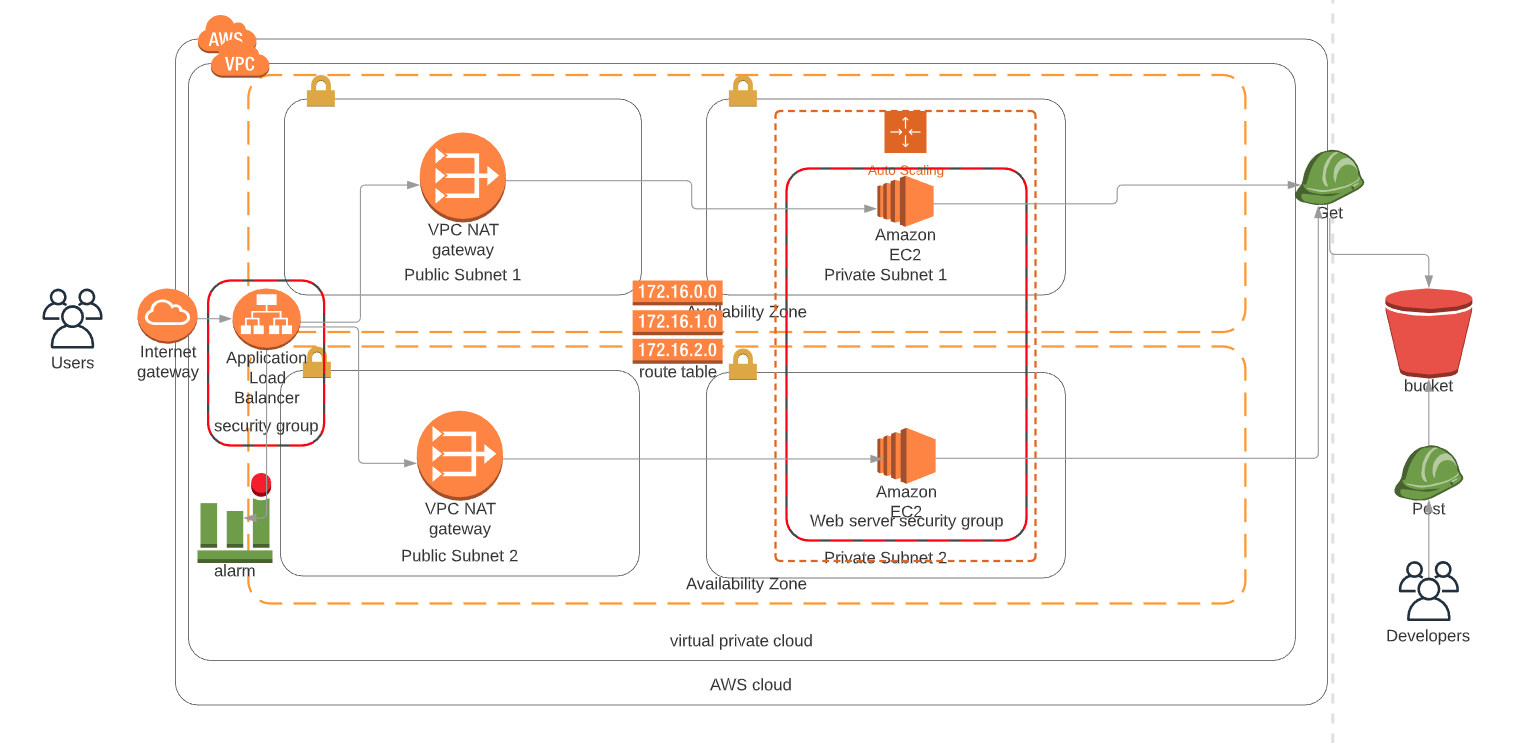 AWS
VPC
Auto Scaling
VPC NAT
gateway
Public Subnet 1
Amazon
EC2
Private Subnet 1
Get
172.16.0.0
172.16.1.0
172.16.2.0
route table
Availability Zone
Users
Internet
gateway
Application
Load
Balancer
security group
bucket
VPC NAT
gateway
Public Subnet 2
Amazon
EC2
Web server security group
Private Subnet 2
Post
alarm
Availability Zone
Developers
virtual private cloud
AWS cloud